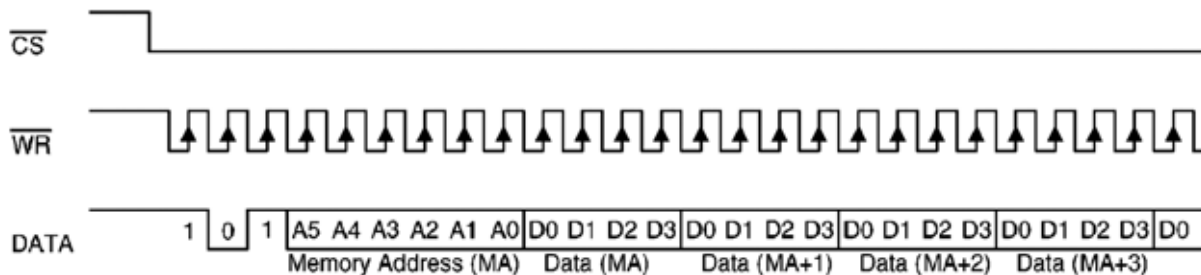 CS
WR
DATA 1 0 1 A5 A4 A3 A2 A1 A0 D0 D1 D2 D3 D0 D1 D2 D3 D0 D1 D2 D3 D0 D1 D2 D3 D0
Memory Address (MA) Data (MA) Data (MA+1) Data (MA+2) Data (MA+3)